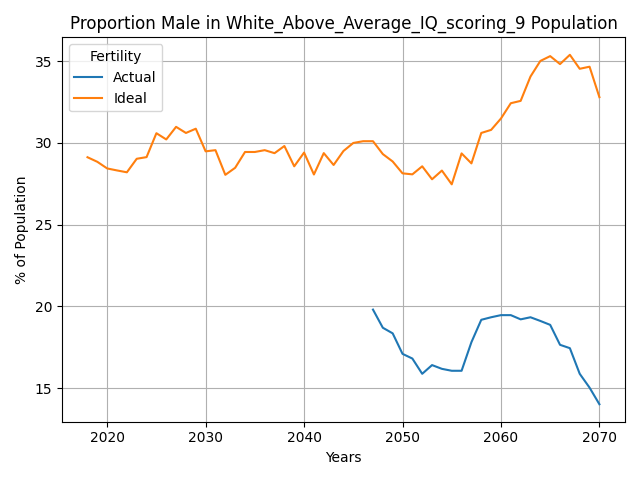 Proportion Male in White_Above_Average_IQ_scoring_9 Population
Fertility
Actual
Ideal
% of Population
35
30
25
20
15
2020
2030
2040
2050
2060
2070
Years